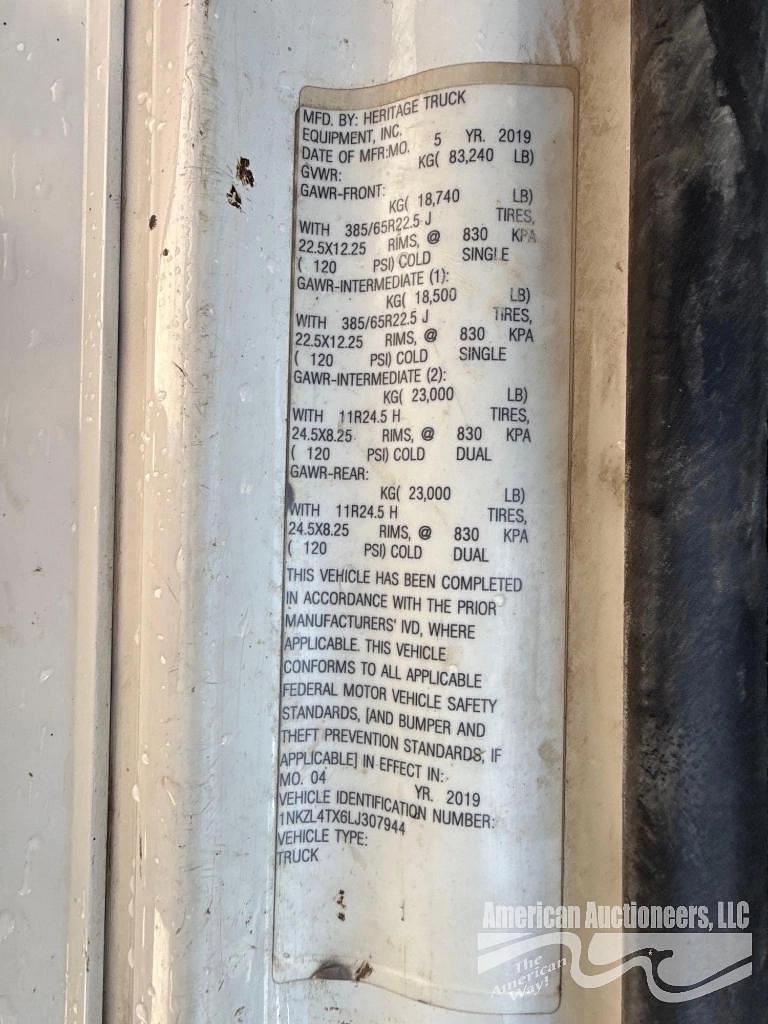 MFD. BY: HERITAGE TRUCK
EQUIPMENT, INC.
DATE OF MFR:MO. 5 YR. 2019
GVWR: KG( 83,240 LB)
GAWR-FRONT:
KG( 18,740 LB)
WITH 385/65R22.5 J TIRES,
22.5X12.25 RIMS, @ 830 KPA
( 120 PSI) COLD SINGLE
GAWR-INTERMEDIATE (1):
KG( 18,500 LB)
WITH 385/65R22.5 J TIRES,
22.5X12.25 RIMS, @ 830 KPA
( 120 PSI) COLD SINGLE
GAWR-INTERMEDIATE (2):
KG( 23,000 LB)
WITH 11R24.5 H TIRES,
24.5X8.25 RIMS, @ 830 KPA
( 120 PSI) COLD DUAL
GAWR-REAR:
KG( 23,000 LB)
WITH 11R24.5 H TIRES,
24.5X8.25 RIMS, @ 830 KPA
( 120 PSI) COLD DUAL
THIS VEHICLE HAS BEEN COMPLETED
IN ACCORDANCE WITH THE PRIOR
MANUFACTURERS' IVD, WHERE
APPLICABLE. THIS VEHICLE
CONFORMS TO ALL APPLICABLE
FEDERAL MOTOR VEHICLE SAFETY
STANDARDS, [AND BUMPER AND
THEFT PREVENTION STANDARDS, IF
APPLICABLE] IN EFFECT IN:
MO. 04 YR. 2019
VEHICLE IDENTIFICATION NUMBER:
1NKZL4TX6LJ307944
VEHICLE TYPE:
TRUCK
American Auctioneers, LLC
The
American
Way!